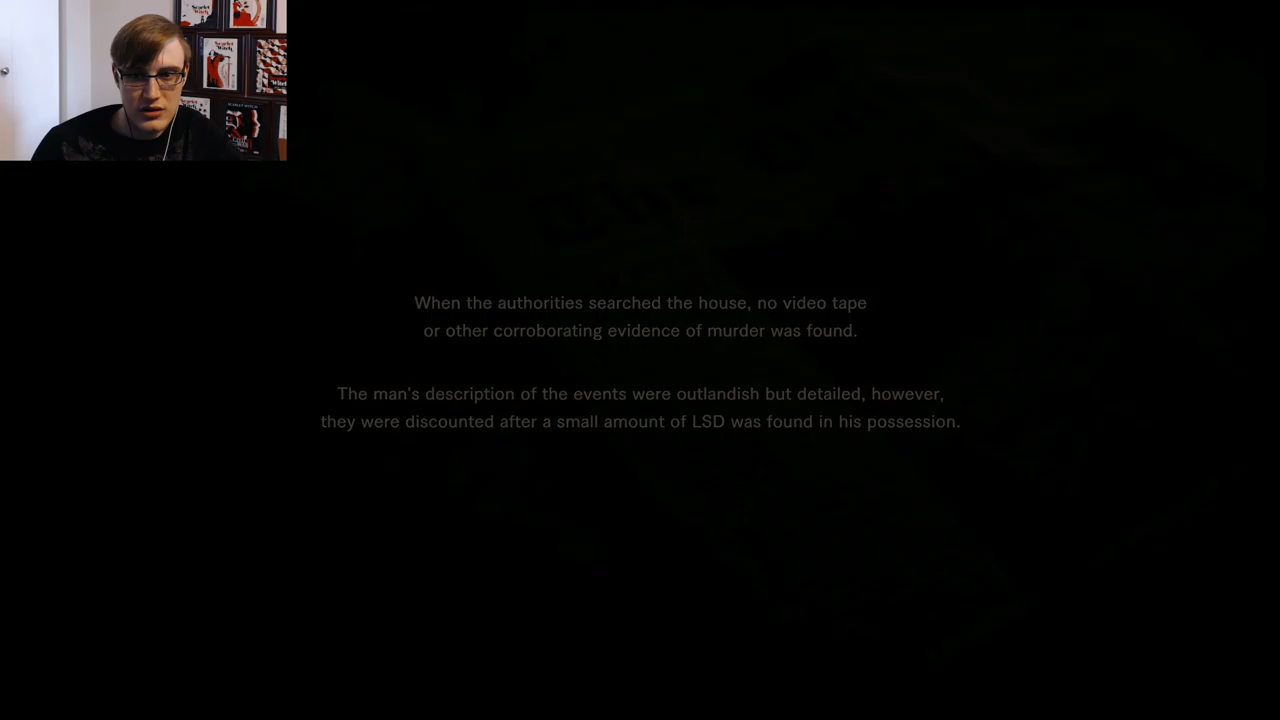 When the authorities searched the house, no video tape
or other corroborating evidence of murder was found.
The man's description of the events were outlandish but detailed, however,
they were discounted after a small amount of LSD was found in his possession.